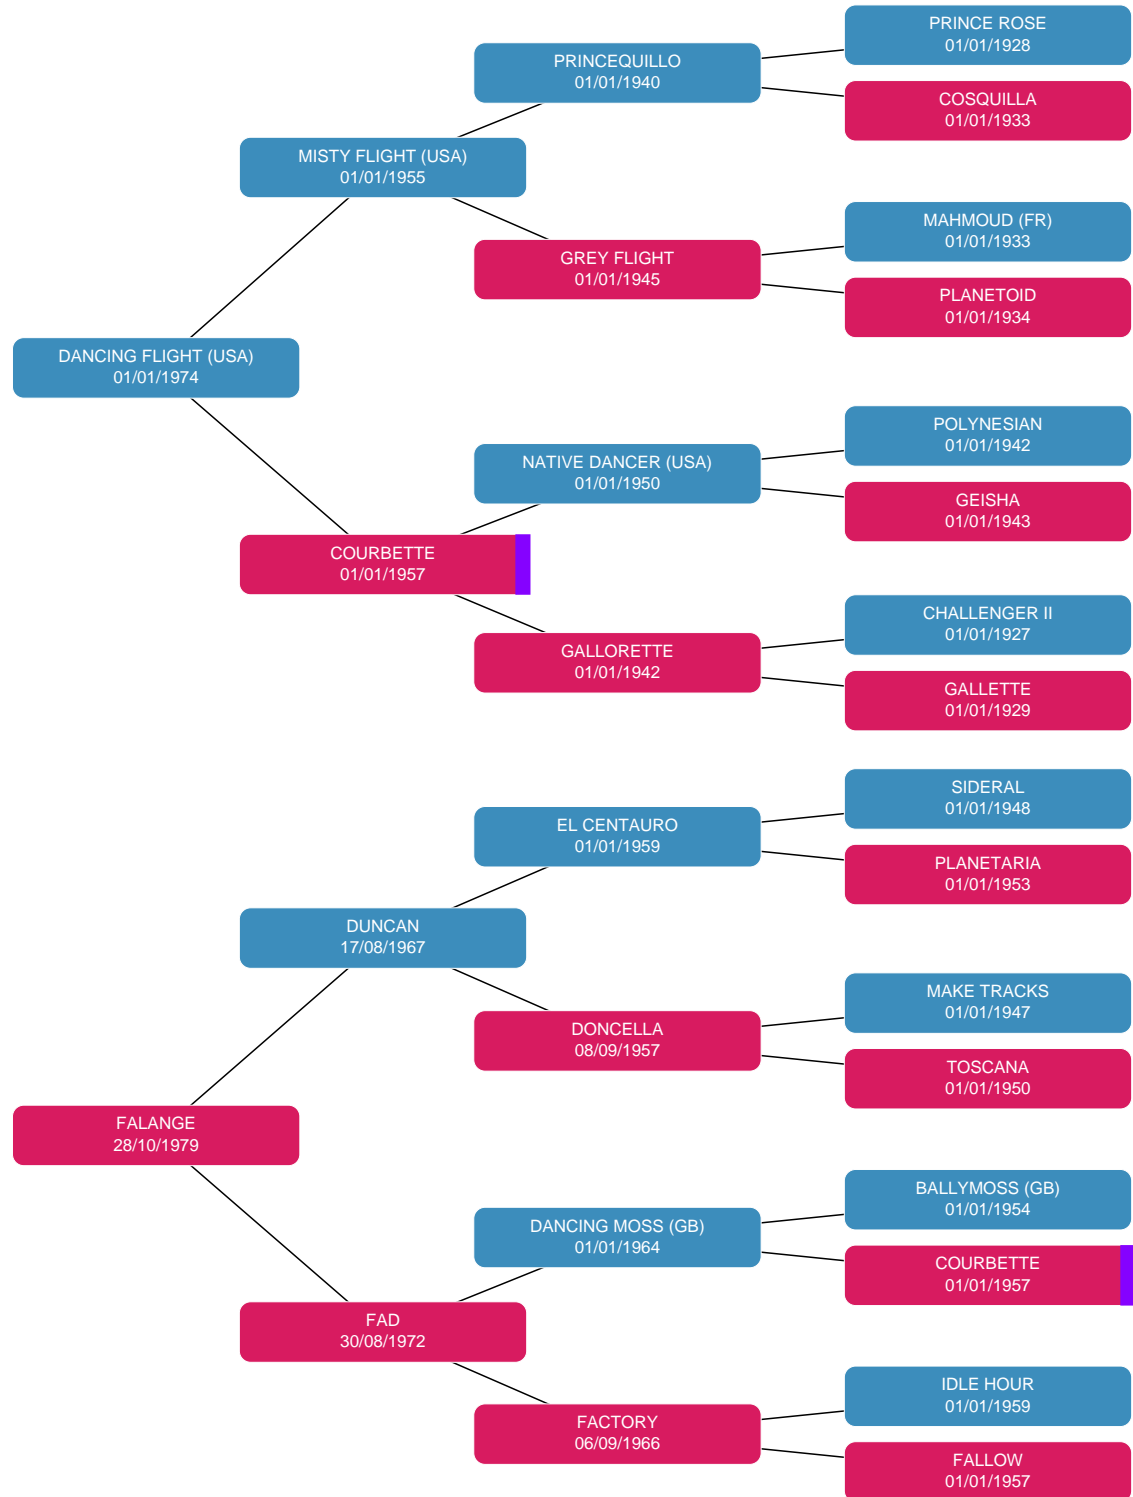 PRINCE ROSE
01/01/1928
PRINCEQUILLO
01/01/1940
COSQUILLA
01/01/1933
MISTY FLIGHT (USA)
01/01/1955
MAHMOUD (FR)
01/01/1933
GREY FLIGHT
01/01/1945
PLANETOID
01/01/1934
DANCING FLIGHT (USA)
01/01/1974
POLYNESIAN
01/01/1942
NATIVE DANCER (USA)
01/01/1950
GEISHA
01/01/1943
COURBETTE
01/01/1957
CHALLENGER II
01/01/1927
GALLORETTE
01/01/1942
GALLETTE
01/01/1929
SIDERAL
01/01/1948
EL CENTAURO
01/01/1959
PLANETARIA
01/01/1953
DUNCAN
17/08/1967
MAKE TRACKS
01/01/1947
DONCELLA
08/09/1957
TOSCANA
01/01/1950
FALANGE
28/10/1979
BALLYMOSS (GB)
01/01/1954
DANCING MOSS (GB)
01/01/1964
COURBETTE
01/01/1957
FAD
30/08/1972
IDLE HOUR
01/01/1959
FACTORY
06/09/1966
FALLOW
01/01/1957